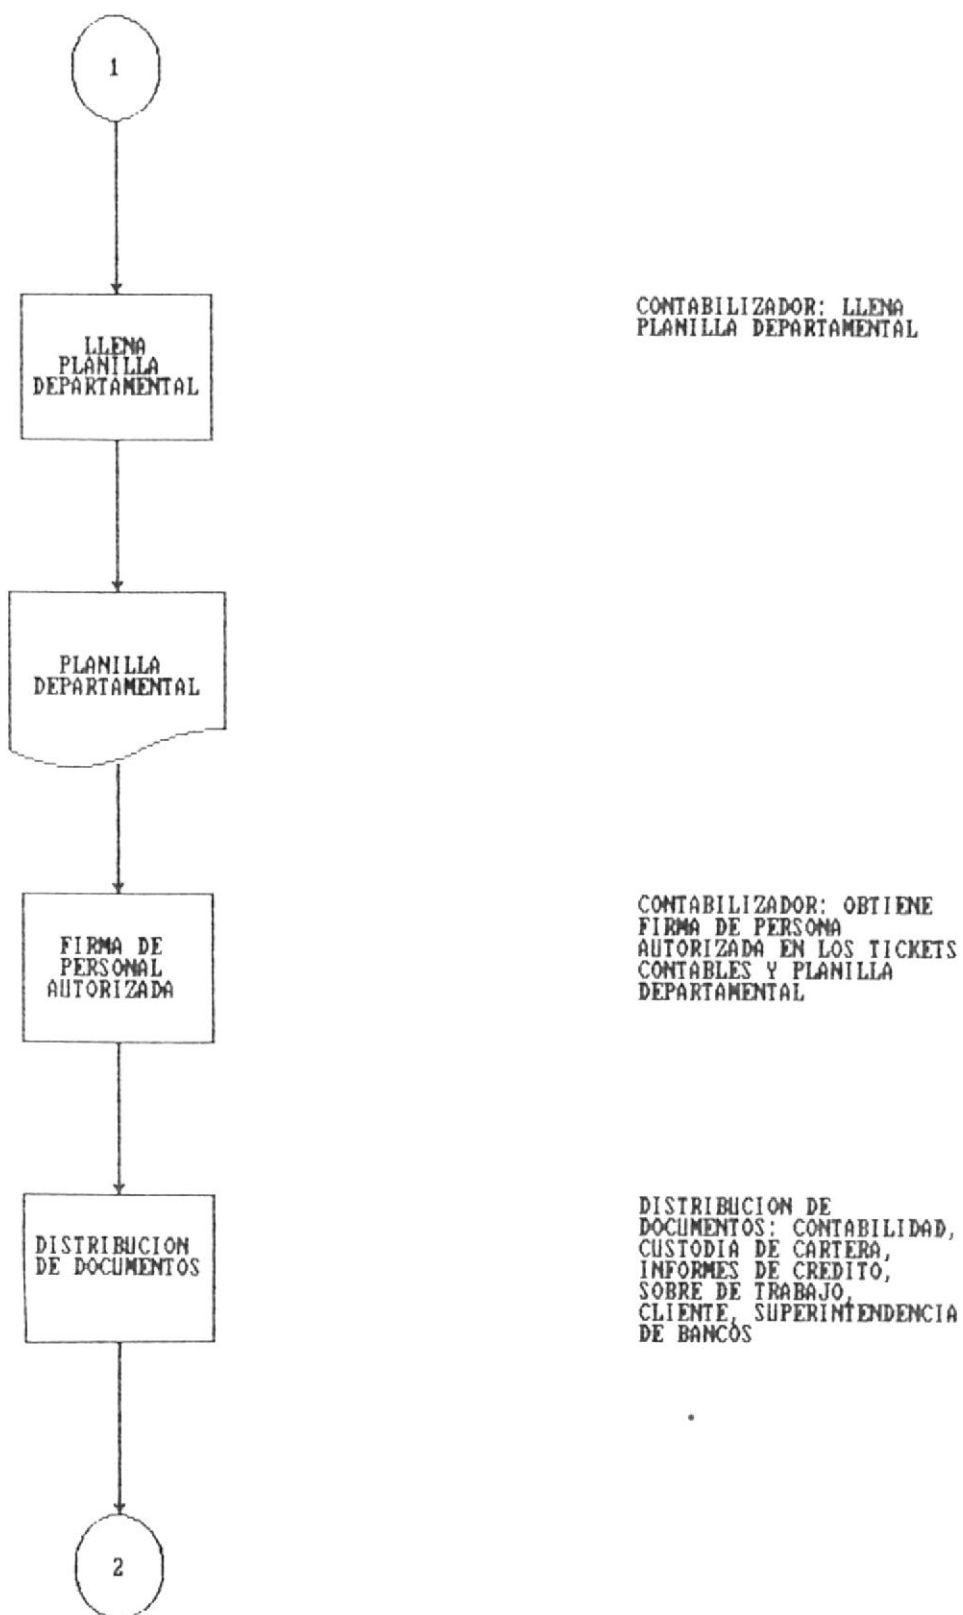 1
LLENA
PLANILLA
DEPARTAMENTAL
CONTABILIZADOR: LLENA
PLANILLA DEPARTAMENTAL
PLANILLA
DEPARTAMENTAL
FIRMA DE
PERSONAL
AUTORIZADA
CONTABILIZADOR: OBTIENE
FIRMA DE PERSONA
AUTORIZADA EN LOS TICKETS
CONTABLES Y PLANILLA
DEPARTAMENTAL
DISTRIBUCION
DE DOCUMENTOS
DISTRIBUCION DE
DOCUMENTOS: CONTABILIDAD,
CUSTODIA DE CARTERA,
INFORMES DE CREDITO,
SOBRE DE TRABAJO,
CLIENTE, SUPERINTENDENCIA
DE BANCOS
2